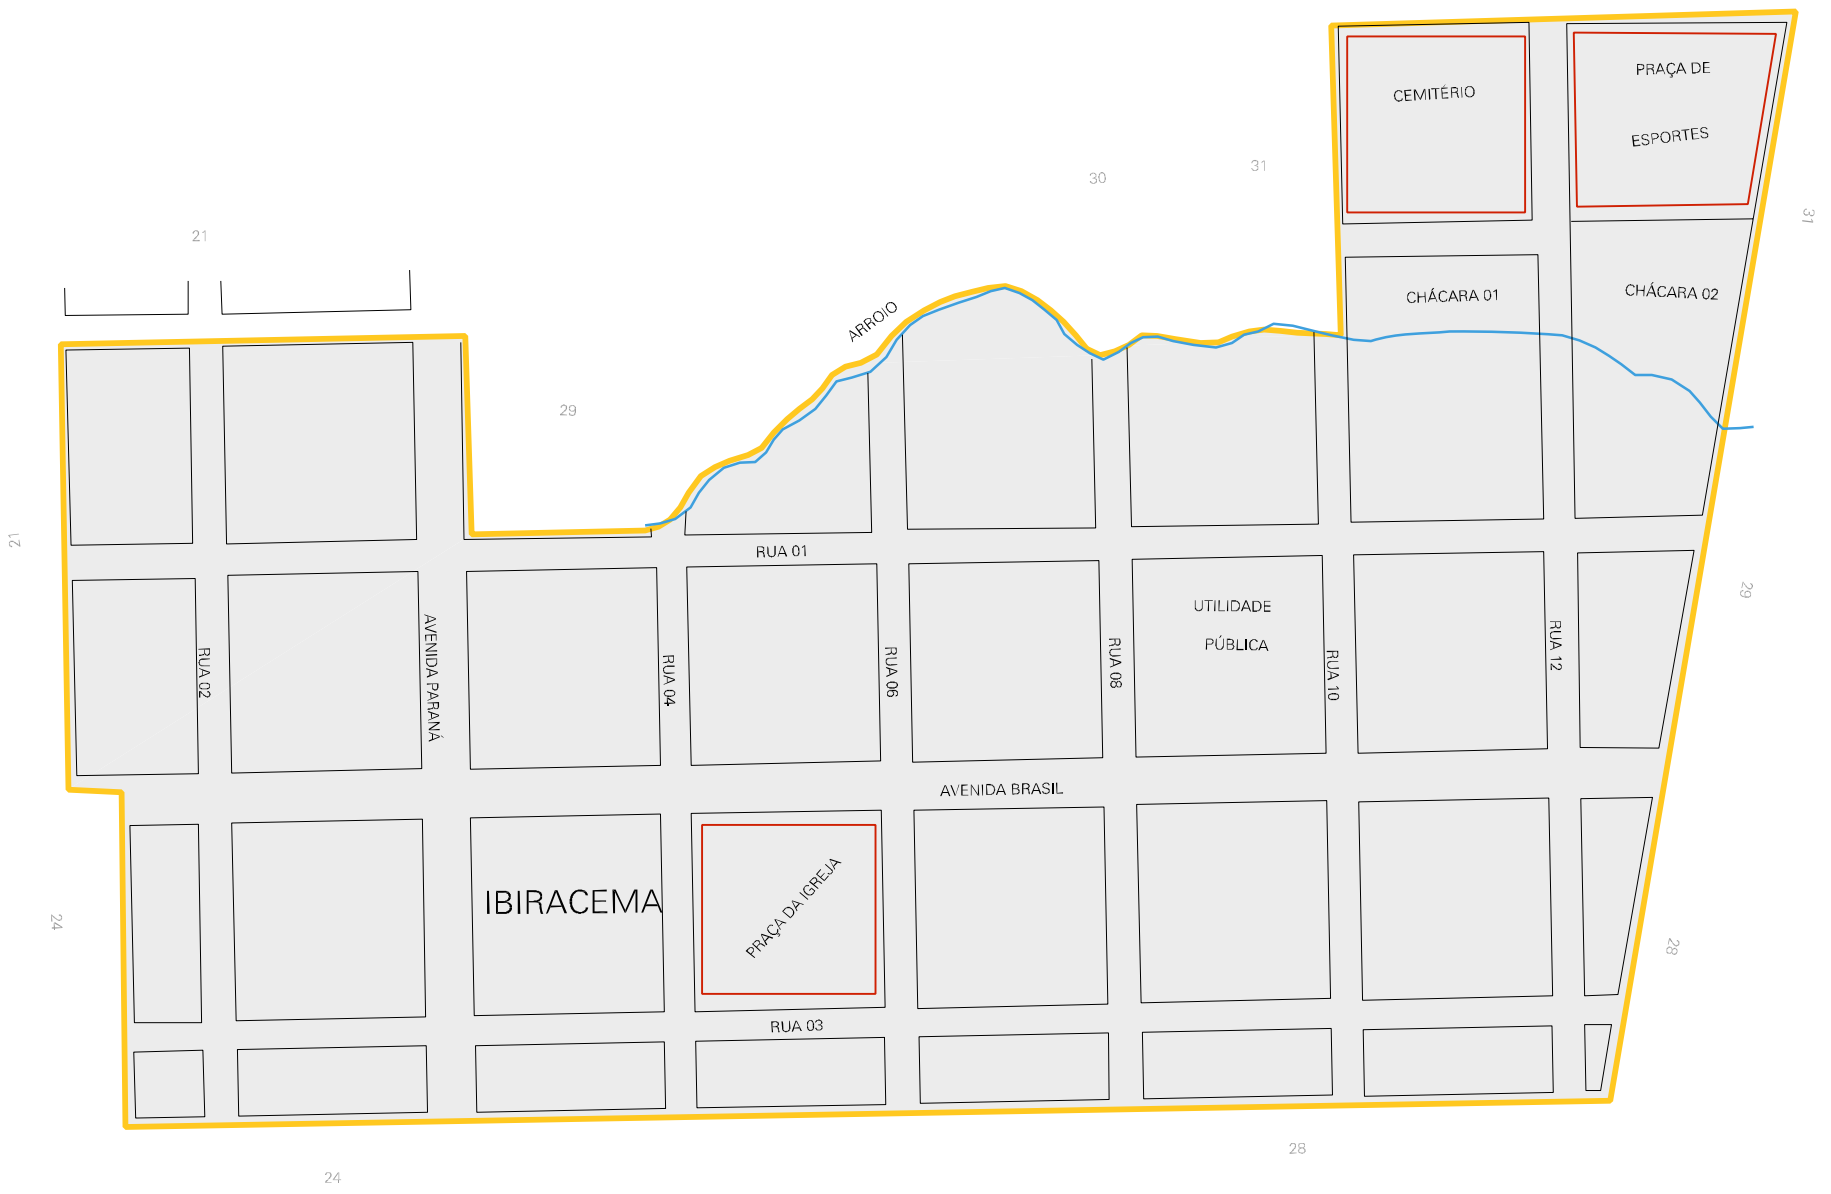 PRAÇA DE
CEMITÉRIO
ESPORTES
31
30
31
21
CHÁCARA 01
CHÁCARA 02
ARROIO
29
21
RUA 01
29
UTILIDADE
PÚBLICA
RUA 02
AVENIDA PARANÁ
RUA 04
RUA 06
RUA 08
RUA 10
RUA 12
AVENIDA BRASIL
IBIRACEMA
PRAÇA DA IGREJA
24
28
RUA 03
28
24